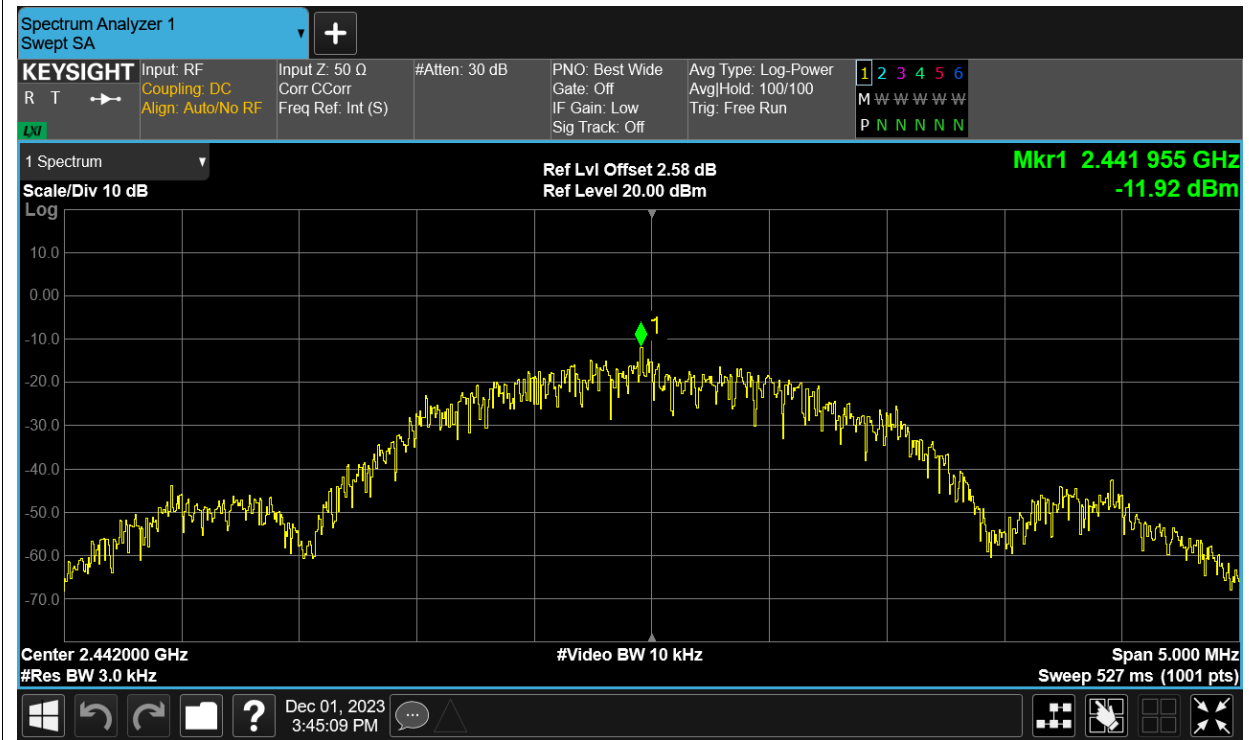 Spectrum Analyzer 1
Swept SA
+
KEYSIGHT
R T
LXI
Input: RF
Coupling: DC
Align: Auto/No RF
Input Z: 50 Ω
Corr CCorr
Freq Ref: Int (S)
#Atten: 30 dB
PNO: Best Wide
Gate: Off
IF Gain: Low
Sig Track: Off
Avg Type: Log-Power
Avg|Hold: 100/100
Trig: Free Run
1 2 3 4 5 6
M W W W W W
P N N N N N
1 Spectrum
Scale/Div 10 dB
Log
Ref Lvl Offset 2.58 dB
Ref Level 20.00 dBm
Mkr1 2.441 955 GHz
-11.92 dBm
10.0
0.00
-10.0
-20.0
-30.0
-40.0
-50.0
-60.0
-70.0
1
Center 2.442000 GHz
#Res BW 3.0 kHz
#Video BW 10 kHz
Span 5.000 MHz
Sweep 527 ms (1001 pts)
?
Dec 01, 2023
3:45:09 PM